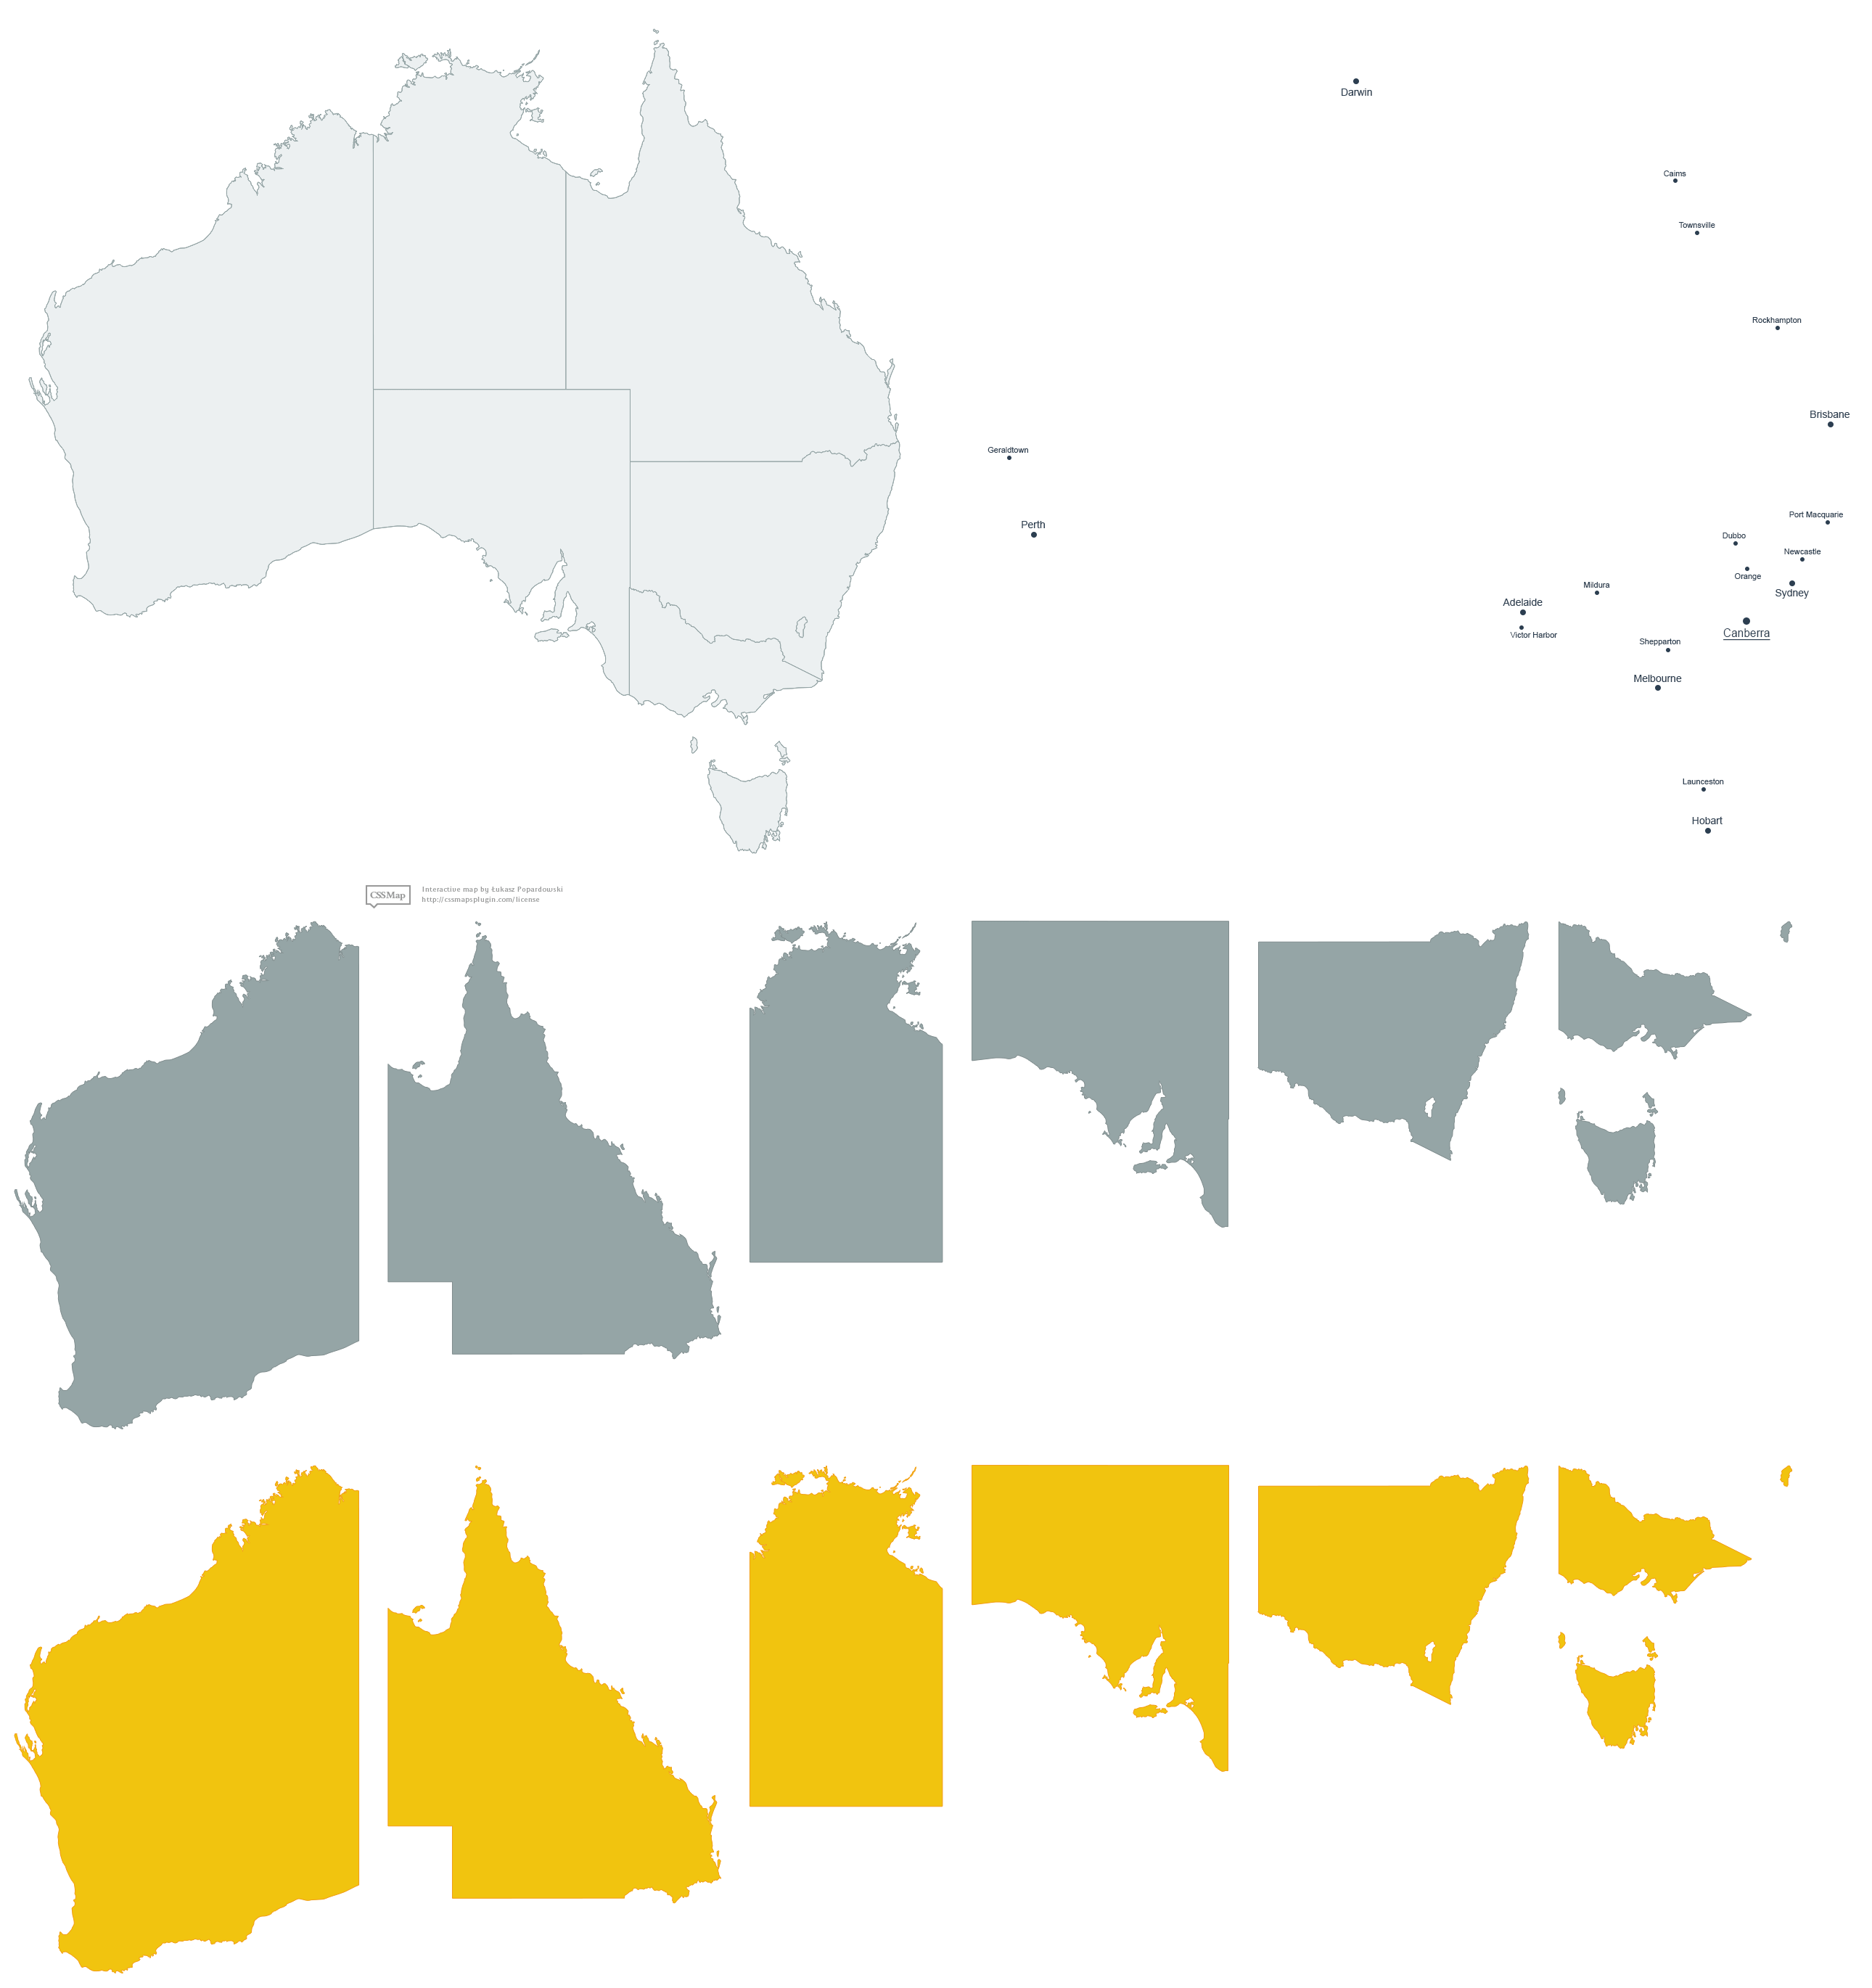 Darwin
Cairns
Townsville
Rockhampton
Brisbane
Geraldtown
Port Macquarie
Perth
Dubbo
Newcastle
Orange
Mildura
Sydney
Adelaide
Canberra
Victor Harbor
Shepparton
Melbourne
Launceston
Hobart
CSSMap
Interactive map by Łukasz Popardowski
http://cssmapsplugin.com/license